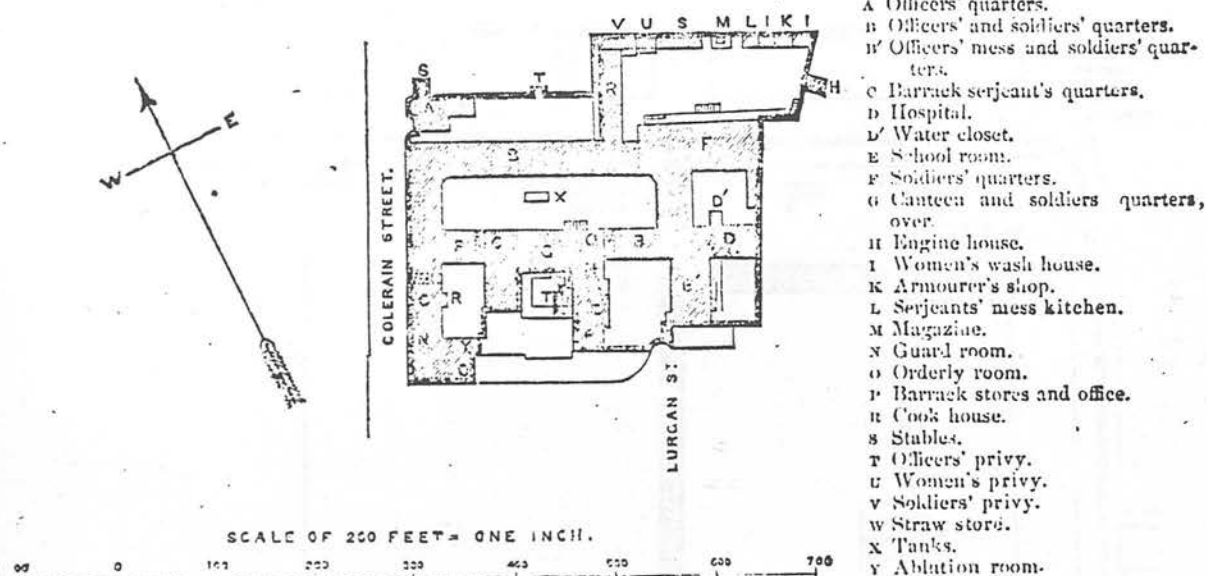 V U S M L I K I
S
T
H
A
B
B
F
E
W
X
D'
F
G
G
O
B
D
C
R
T
B
N
Y
P
O
COLERAIN STREET.
LURGAN ST
SCALE OF 200 FEET = ONE INCH.
00 0 100 200 300 400 500 600 700
A Officers' quarters.
B Officers' and soldiers' quarters.
B' Officers' mess and soldiers' quar-
ters.
C Barrack serjeant's quarters.
D Hospital.
D' Water closet.
E School room.
F Soldiers' quarters.
G Canteen and soldiers quarters,
over.
H Engine house.
I Women's wash house.
K Armourer's shop.
L Serjeants' mess kitchen.
M Magazine.
N Guard room.
O Orderly room.
P Barrack stores and office.
R Cook house.
S Stables.
T Officers' privy.
U Women's privy.
V Soldiers' privy.
W Straw store.
X Tanks.
Y Ablution room.